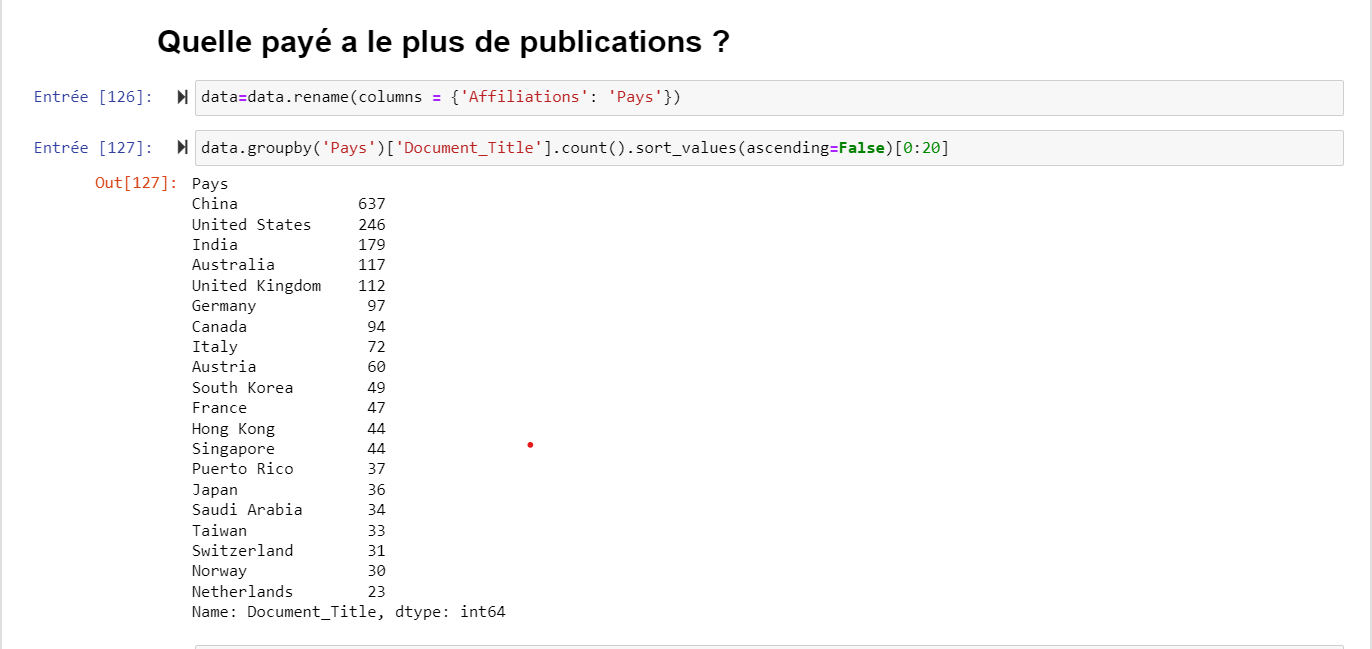 Quelle payé a le plus de publications ?
Entrée [126]: data=data.rename(columns = {'Affiliations': 'Pays'})
Entrée [127]: data.groupby('Pays')['Document_Title'].count().sort_values(ascending=False)[0:20]
Out[127]: Pays
China 637
United States 246
India 179
Australia 117
United Kingdom 112
Germany 97
Canada 94
Italy 72
Austria 60
South Korea 49
France 47
Hong Kong 44
Singapore 44
Puerto Rico 37
Japan 36
Saudi Arabia 34
Taiwan 33
Switzerland 31
Norway 30
Netherlands 23
Name: Document_Title, dtype: int64